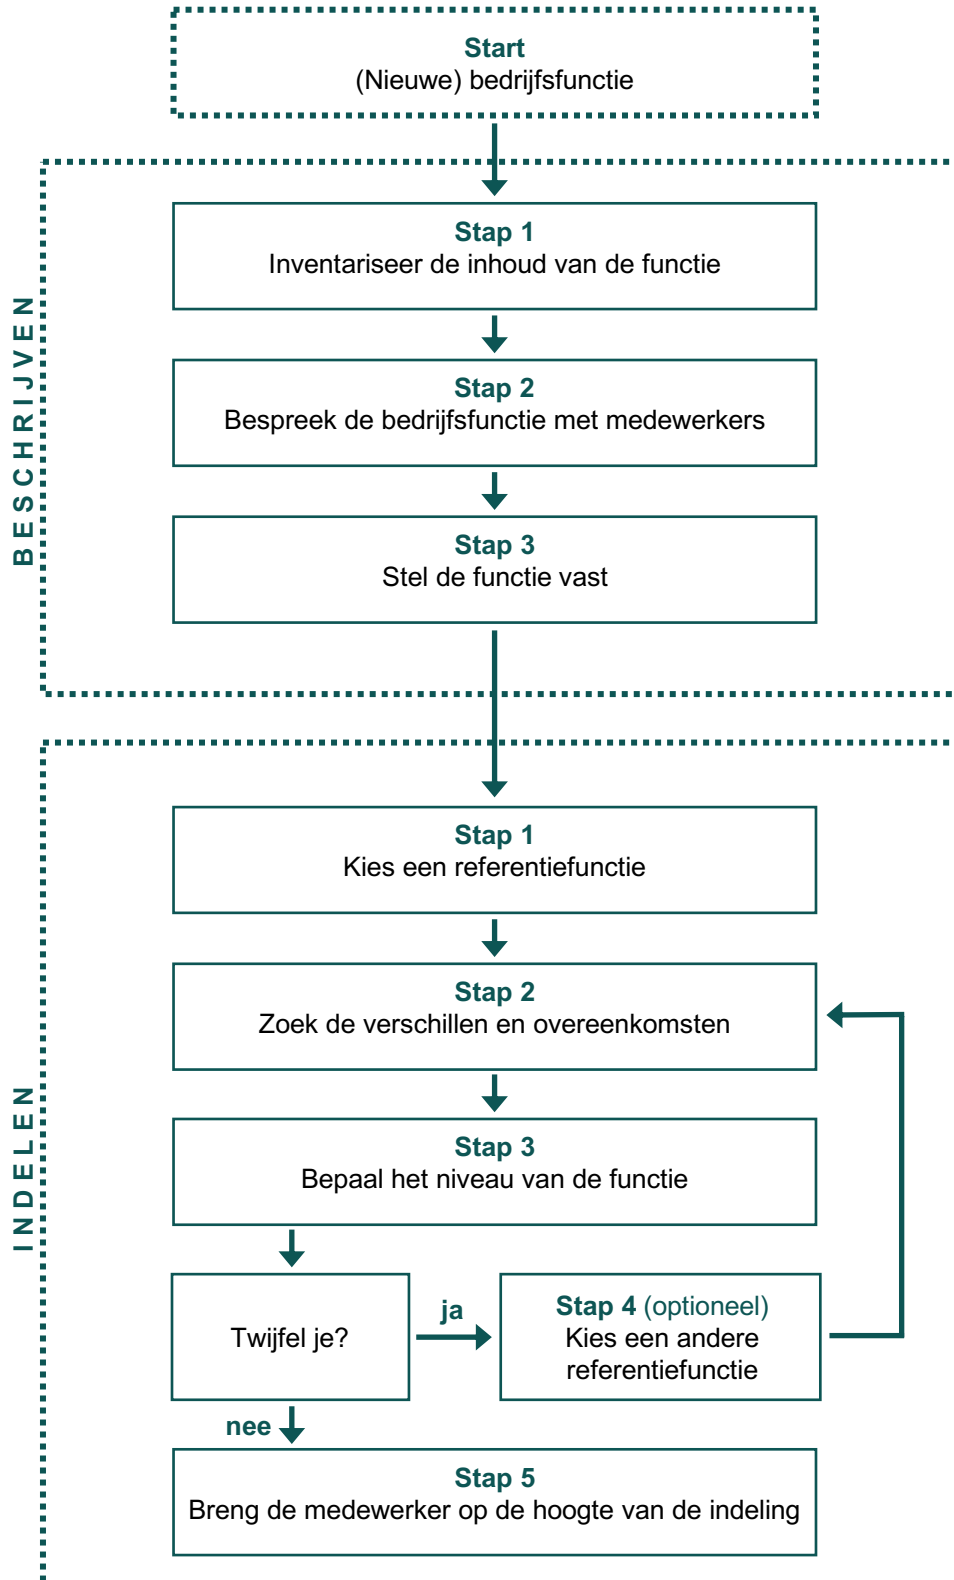 Start
(Nieuwe) bedrijfsfunctie
BESCHRIJVEN
Stap 1
Inventariseer de inhoud van de functie
Stap 2
Bespreek de bedrijfsfunctie met medewerkers
Stap 3
Stel de functie vast
INDELEN
Stap 1
Kies een referentiefunctie
Stap 2
Zoek de verschillen en overeenkomsten
Stap 3
Bepaal het niveau van de functie
Twijfel je?
ja
Stap 4 (optioneel)
Kies een andere
referentiefunctie
nee
Stap 5
Breng de medewerker op de hoogte van de indeling